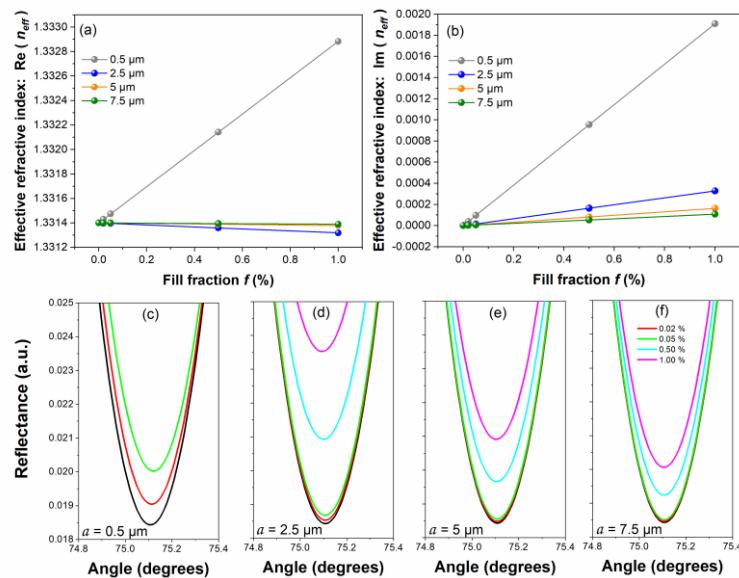 (a)
Effective refractive index: Re ( n_eff )
1.3330
1.3328
1.3326
1.3324
1.3322
1.3320
1.3318
1.3316
1.3314
1.3312
0.5 µm
2.5 µm
5 µm
7.5 µm
0.0 0.2 0.4 0.6 0.8 1.0
Fill fraction f (%)
(b)
Effective refractive index: Im ( n_eff )
0.0020
0.0018
0.0016
0.0014
0.0012
0.0010
0.0008
0.0006
0.0004
0.0002
0.0000
-0.0002
0.5 µm
2.5 µm
5 µm
7.5 µm
0.0 0.2 0.4 0.6 0.8 1.0
Fill fraction f (%)
Reflectance (a.u.)
0.025
0.024
0.023
0.022
0.021
0.020
0.019
0.018
(c)
a = 0.5 µm
74.8 75.0 75.2 75.4
Angle (degrees)
(d)
a = 2.5 µm
74.8 75.0 75.2 75.4
Angle (degrees)
(e)
a = 5 µm
74.8 75.0 75.2 75.4
Angle (degrees)
(f)
0.02 %
0.05 %
0.50 %
1.00 %
a = 7.5 µm
74.8 75.0 75.2 75.4
Angle (degrees)